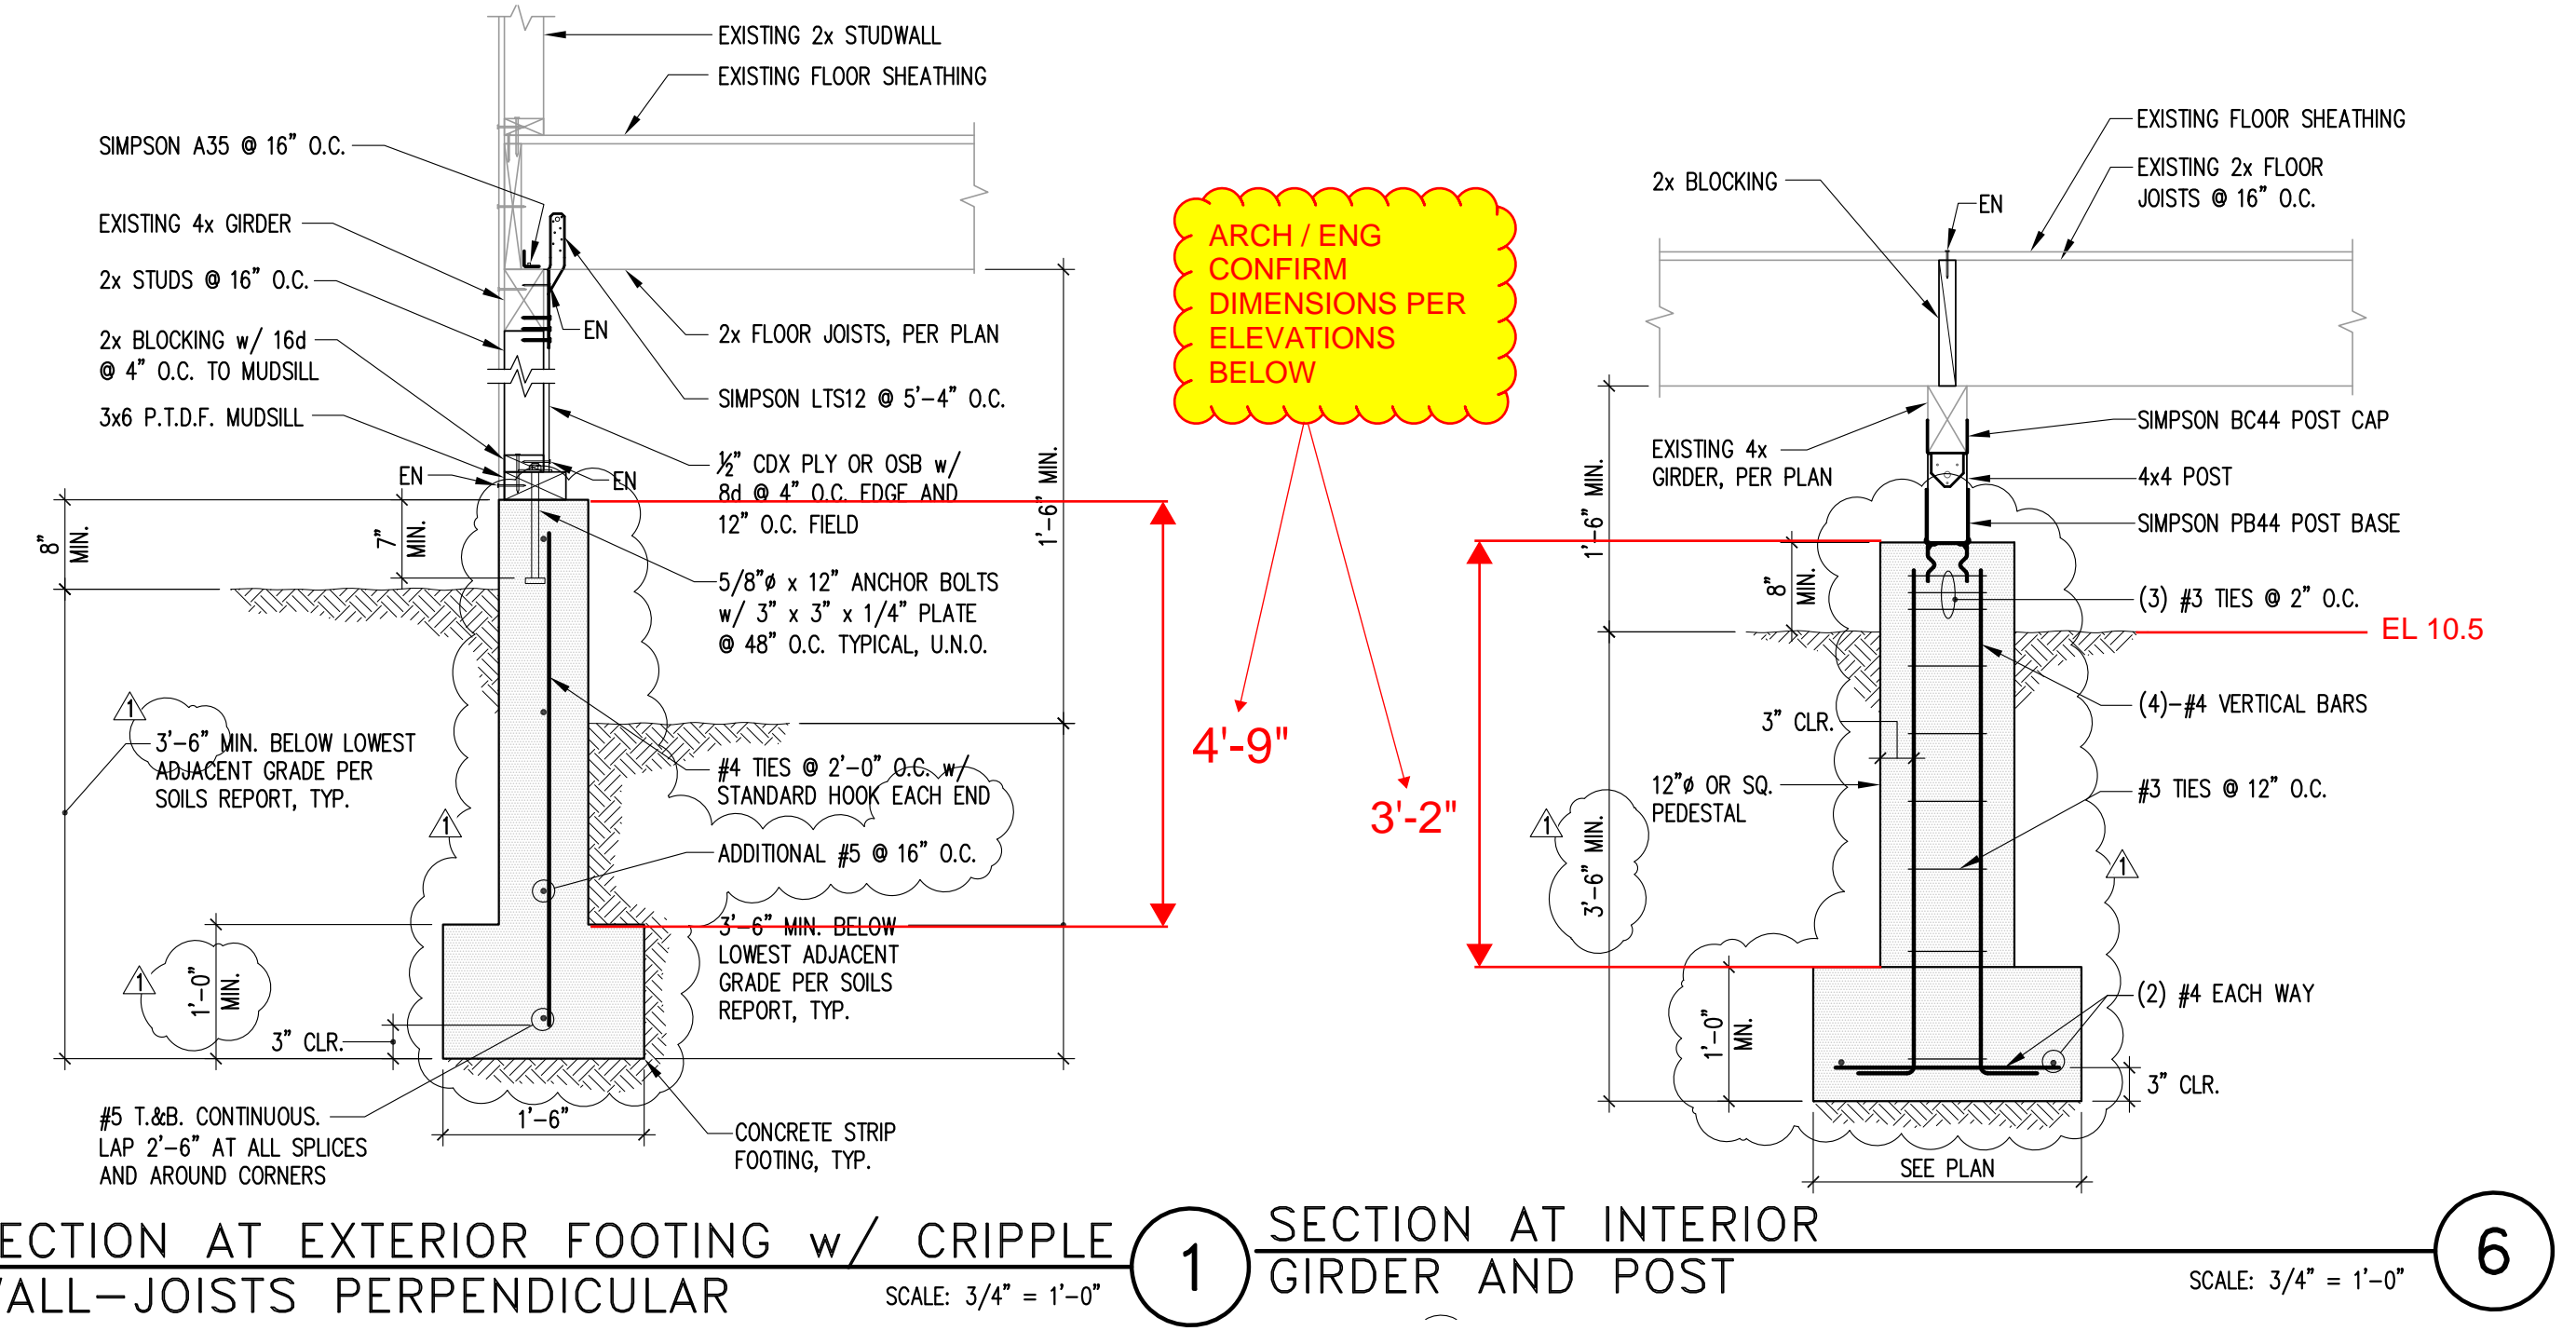 EXISTING 2x STUDWALL
EXISTING FLOOR SHEATHING
SIMPSON A35 @ 16" O.C.
EXISTING 4x GIRDER
2x STUDS @ 16" O.C.
2x BLOCKING w/ 16d
@ 4" O.C. TO MUDSILL
3x6 P.T.D.F. MUDSILL
EN
EN
EN
2x FLOOR JOISTS, PER PLAN
SIMPSON LTS12 @ 5'-4" O.C.
½" CDX PLY OR OSB w/
8d @ 4" O.C. EDGE AND
12" O.C. FIELD
5/8"ø x 12" ANCHOR BOLTS
w/ 3" x 3" x 1/4" PLATE
@ 48" O.C. TYPICAL, U.N.O.
8"
MIN.
7"
MIN.
1'-6" MIN.
1
3'-6" MIN. BELOW LOWEST
ADJACENT GRADE PER
SOILS REPORT, TYP.
1
#4 TIES @ 2'-0" O.C. w/
STANDARD HOOK EACH END
ADDITIONAL #5 @ 16" O.C.
3'-6" MIN. BELOW
LOWEST ADJACENT
GRADE PER SOILS
REPORT, TYP.
1
1'-0"
MIN.
3" CLR.
#5 T.&B. CONTINUOUS.
LAP 2'-6" AT ALL SPLICES
AND AROUND CORNERS
1'-6"
CONCRETE STRIP
FOOTING, TYP.
ECTION AT EXTERIOR FOOTING w/ CRIPPLE
ALL-JOISTS PERPENDICULAR
SCALE: 3/4" = 1'-0"
1
ARCH / ENG
CONFIRM
DIMENSIONS PER
ELEVATIONS
BELOW
4'-9"
3'-2"
EXISTING FLOOR SHEATHING
EXISTING 2x FLOOR
JOISTS @ 16" O.C.
2x BLOCKING
EN
EXISTING 4x
GIRDER, PER PLAN
SIMPSON BC44 POST CAP
4x4 POST
SIMPSON PB44 POST BASE
1'-6" MIN.
8"
MIN.
(3) #3 TIES @ 2" O.C.
EL 10.5
(4)-#4 VERTICAL BARS
3" CLR.
12"ø OR SQ.
PEDESTAL
#3 TIES @ 12" O.C.
1
3'-6" MIN.
1
(2) #4 EACH WAY
1'-0"
MN.
3" CLR.
SEE PLAN
SECTION AT INTERIOR
GIRDER AND POST
SCALE: 3/4" = 1'-0"
6